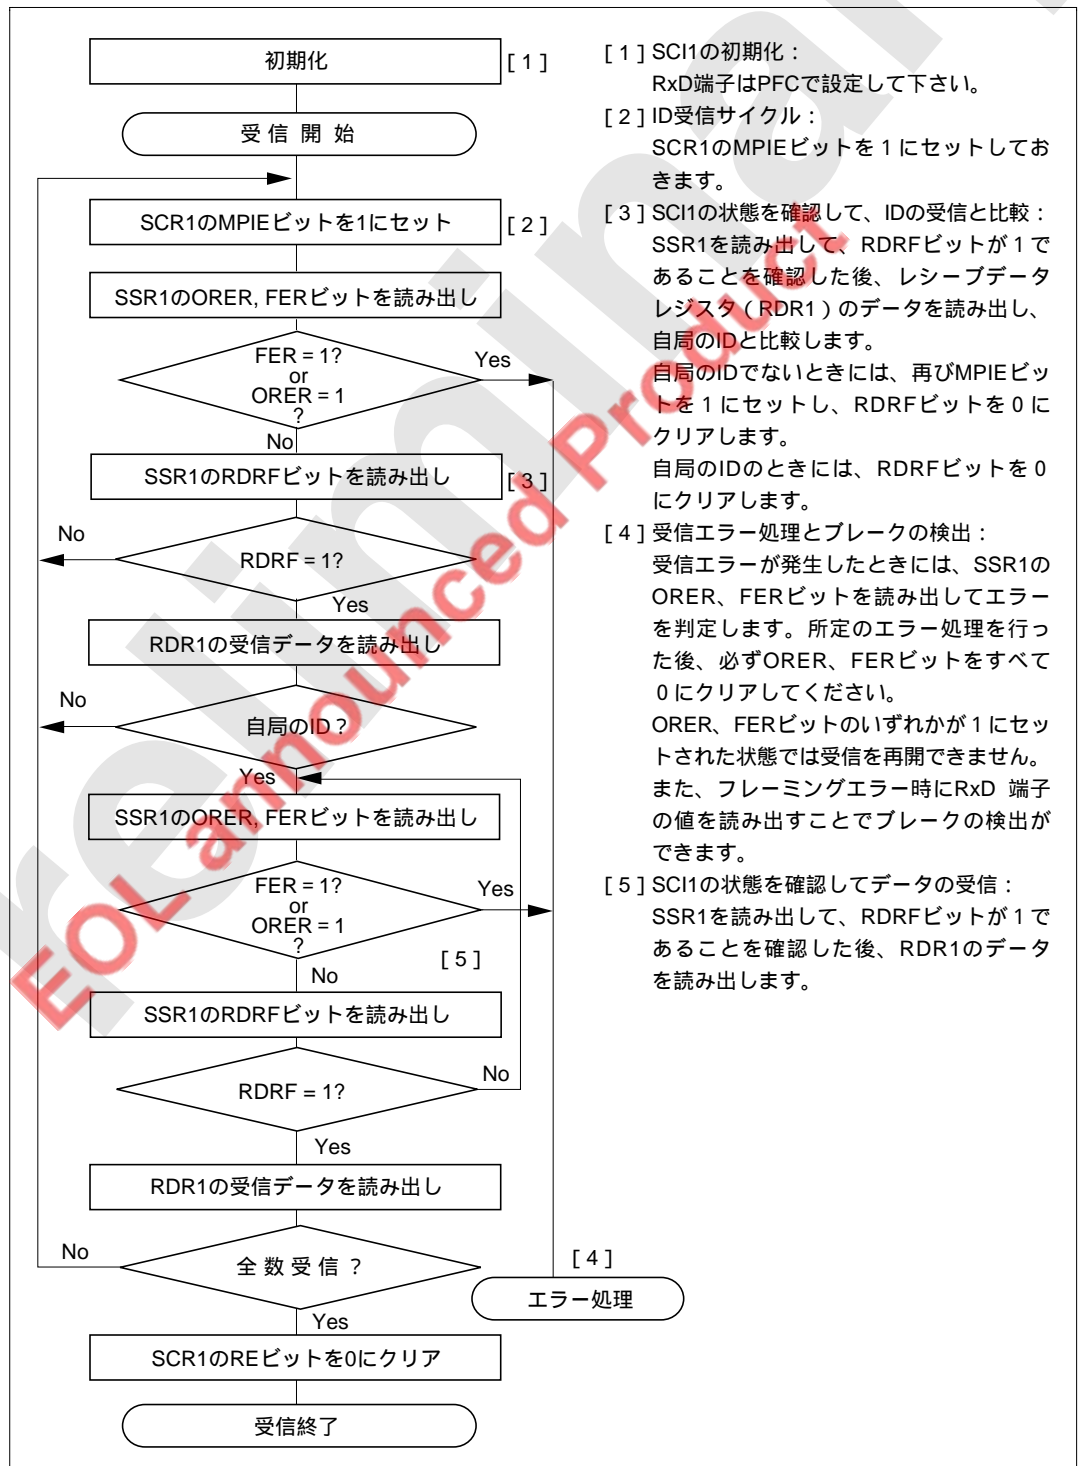 初期化
[1]
受信開始
SCR1のMPIEビットを1にセット
[2]
SSR1のORER, FERビットを読み出し
FER = 1?
or
ORER = 1
?
Yes
No
SSR1のRDRFビットを読み出し
[3]
No
RDRF = 1?
Yes
RDR1の受信データを読み出し
No
自局のID？
Yes
SSR1のORER, FERビットを読み出し
FER = 1?
or
ORER = 1
?
Yes
[5]
No
SSR1のRDRFビットを読み出し
RDRF = 1?
No
Yes
RDR1の受信データを読み出し
No
全数受信？
[4]
エラー処理
Yes
SCR1のREビットを0にクリア
受信終了
[1] SCI1の初期化：
RxD端子はPFCで設定して下さい。
[2] ID受信サイクル：
SCR1のMPIEビットを1にセットしてお
きます。
[3] SCI1の状態を確認して、IDの受信と比較：
SSR1を読み出して、RDRFビットが1で
あることを確認した後、レシーブデータ
レジスタ（RDR1）のデータを読み出し、
自局のIDと比較します。
自局のIDでないときには、再びMPIEビッ
トを1にセットし、RDRFビットを0に
クリアします。
自局のIDのときには、RDRFビットを0
にクリアします。
[4] 受信エラー処理とブレークの検出：
受信エラーが発生したときには、SSR1の
ORER、FERビットを読み出してエラー
を判定します。所定のエラー処理を行っ
た後、必ずORER、FERビットをすべて
0にクリアしてください。
ORER、FERビットのいずれかが1にセッ
トされた状態では受信を再開できません。
また、フレーミングエラー時にRxD 端子
の値を読み出すことでブレークの検出が
できます。
[5] SCI1の状態を確認してデータの受信：
SSR1を読み出して、RDRFビットが1で
あることを確認した後、RDR1のデータ
を読み出します。
EOL announced Product
reliminar